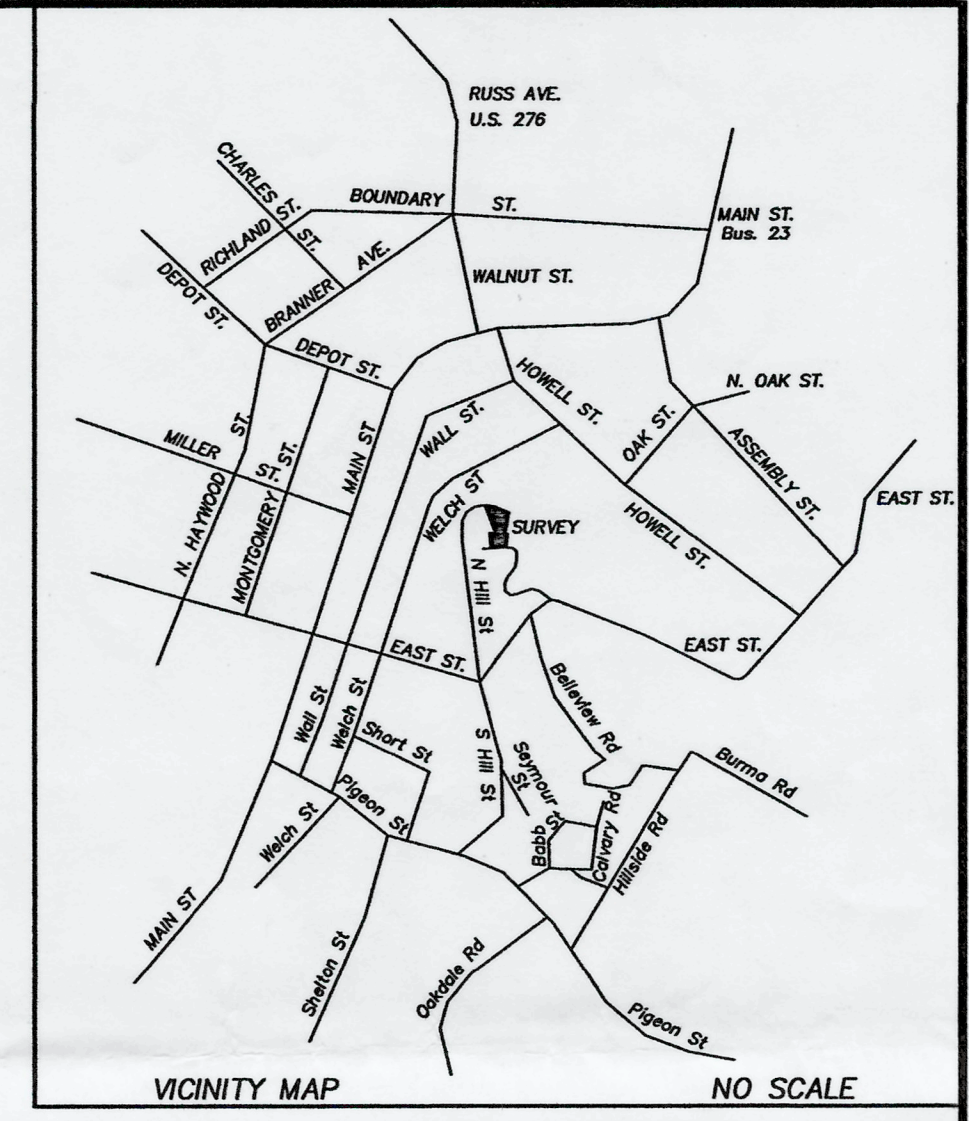 RUSS AVE.
U.S. 276
CHARLES ST.
BOUNDARY ST.
MAIN ST.
Bus. 23
RICHLAND ST.
BRANNER AVE.
DEPOT ST.
WALNUT ST.
DEPOT ST.
HOWELL ST.
N. OAK ST.
OAK ST.
ASSEMBLY ST.
EAST ST.
MILLER ST.
N. HAYWOOD ST.
MONTGOMERY ST.
MAIN ST
WALL ST.
WELCH ST
SURVEY
HOWELL ST.
N Hill St
EAST ST.
EAST ST.
Wall St
Welch St
Short St
Belleview Rd
S Hill St
Seymour St
Burma Rd
Pigeon St
Welch St
Babb St
Calvary Rd
Hillside Rd
MAIN ST
Shelton St
Oakdale Rd
Pigeon St
VICINITY MAP
NO SCALE